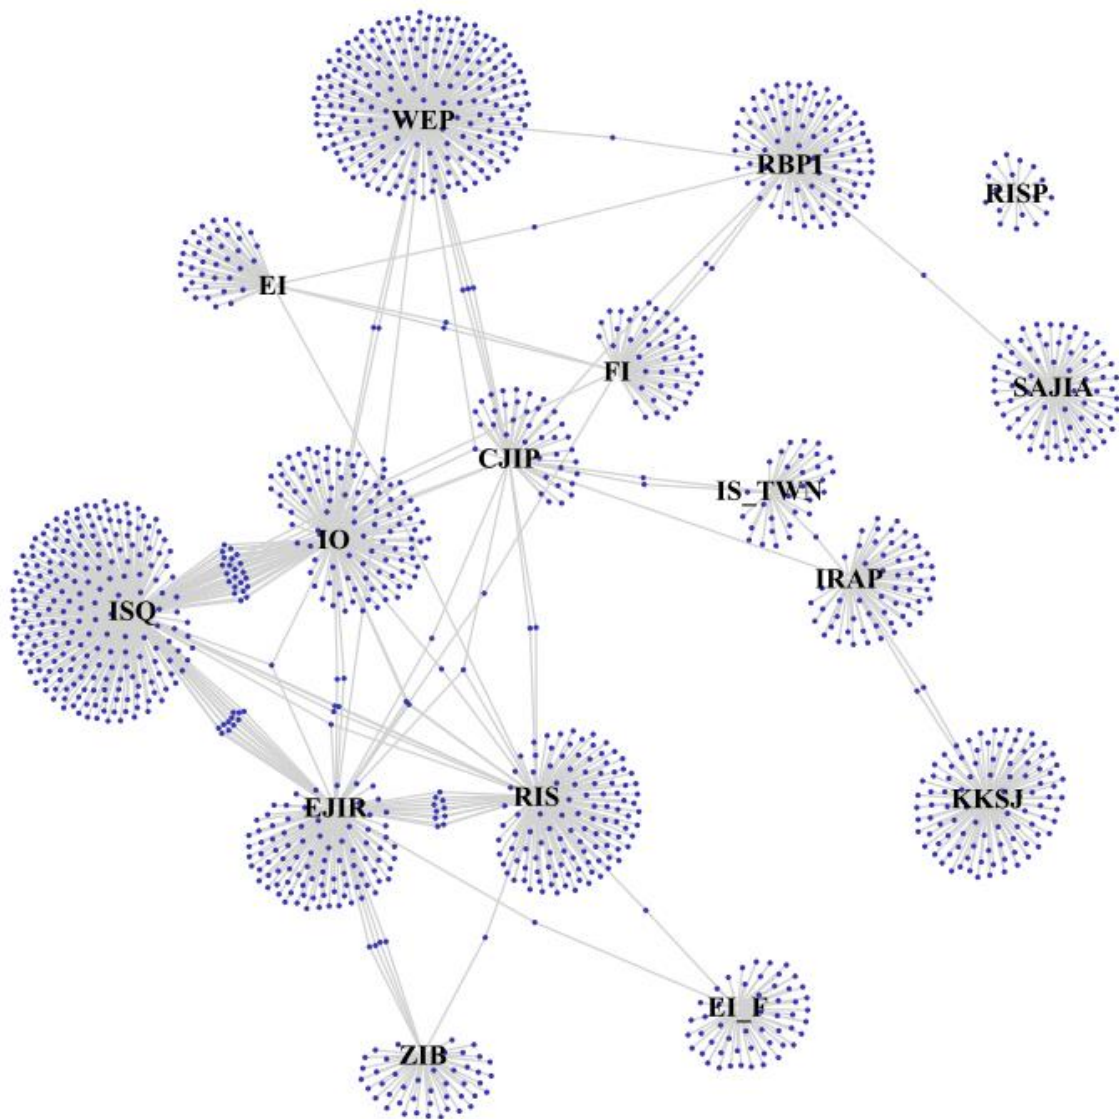 WEP
RBPI
RISP
EI
FI
SAJIA
CJIP
IS_TWN
IO
IRAP
ISQ
EJIR
RIS
KKSJ
EI_F
ZIB